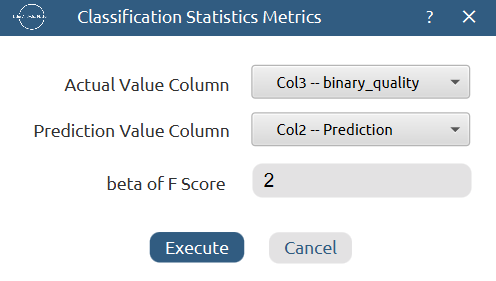 Classification Statistics Metrics ? ×
Actual Value Column Col3 -- binary_quality
Prediction Value Column Col2 -- Prediction
beta of F Score 2
Execute Cancel